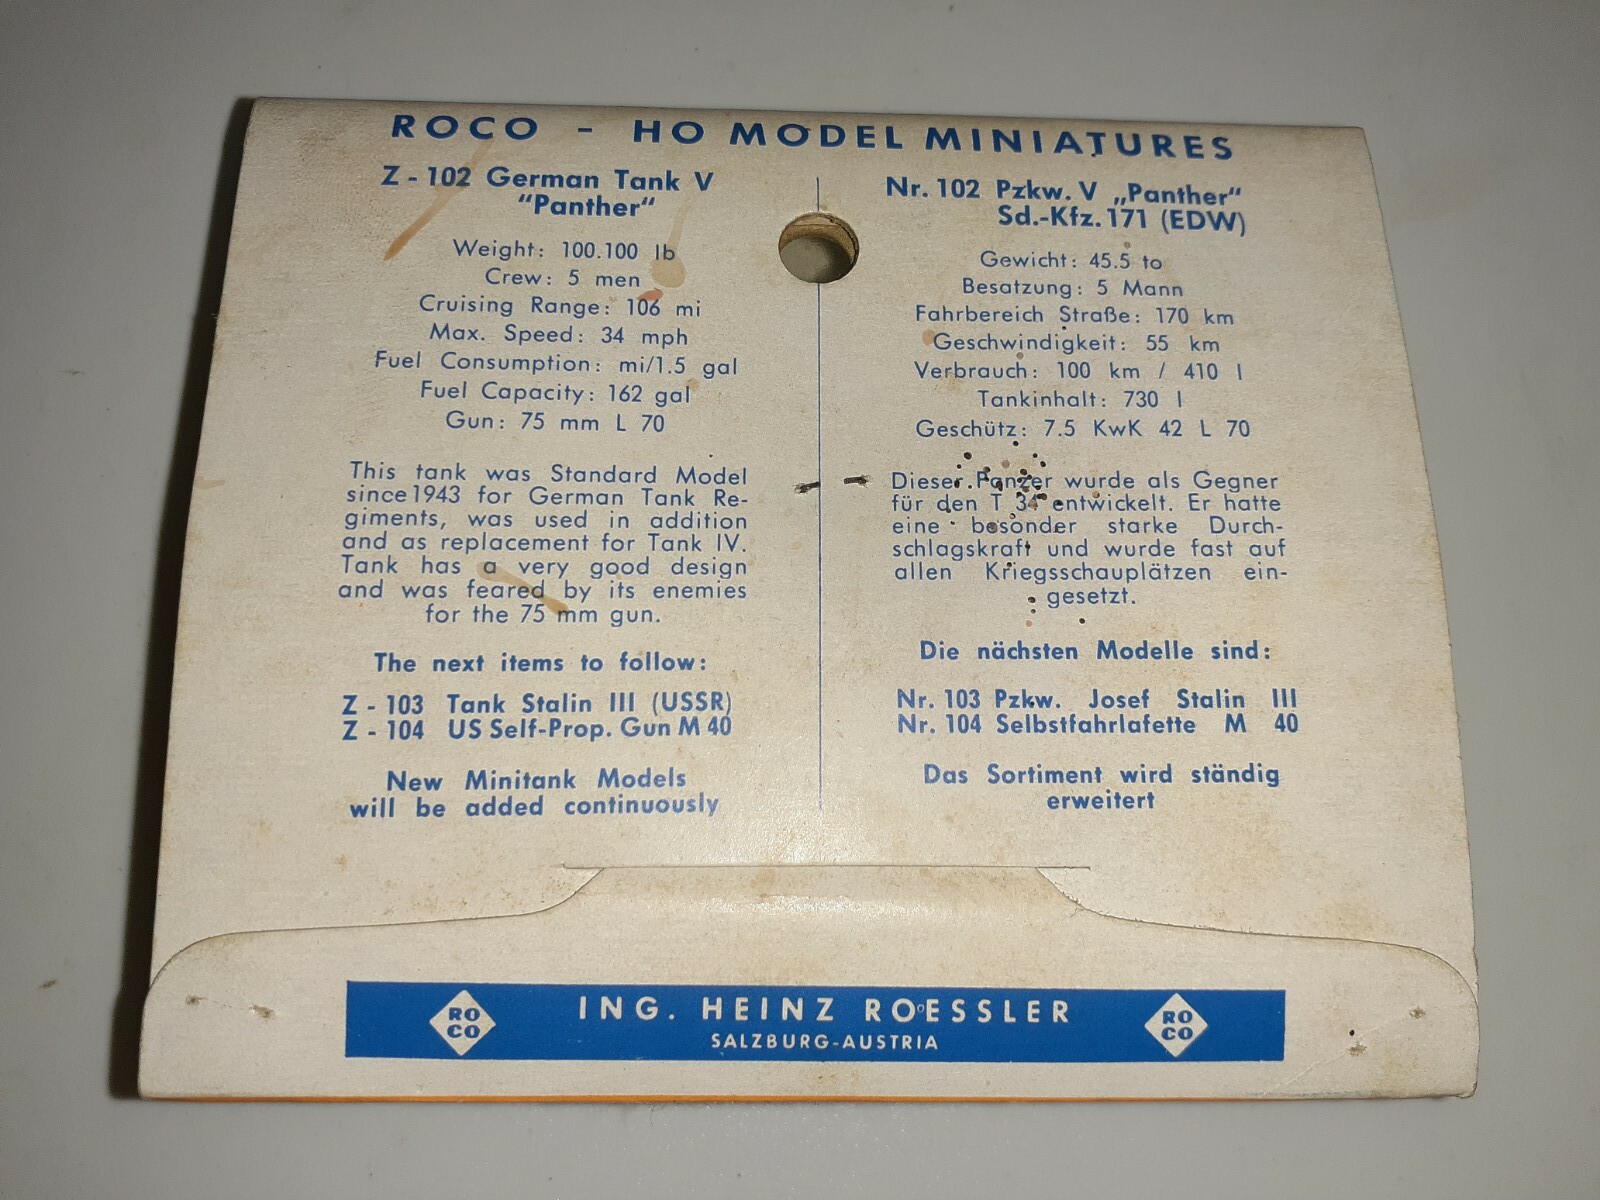 ROCO - HO MODEL MINIATURES
Z - 102 German Tank V
"Panther"
Weight: 100.100 lb
Crew: 5 men
Cruising Range: 106 mi
Max. Speed: 34 mph
Fuel Consumption: mi/1.5 gal
Fuel Capacity: 162 gal
Gun: 75 mm L 70
This tank was Standard Model
since 1943 for German Tank Re-
giments, was used in addition
and as replacement for Tank IV.
Tank has a very good design
and was feared by its enemies
for the 75 mm gun.
The next items to follow:
Z - 103 Tank Stalin III (USSR)
Z - 104 US Self-Prop. Gun M 40
New Minitank Models
will be added continuously
Nr. 102 Pzkw. V „Panther“
Sd.-Kfz. 171 (EDW)
Gewicht: 45.5 to
Besatzung: 5 Mann
Fahrbereich Straße: 170 km
Geschwindigkeit: 55 km
Verbrauch: 100 km / 410 l
Tankinhalt: 730 l
Geschütz: 7.5 KwK 42 L 70
Dieser Panzer wurde als Gegner
für den T 34 entwickelt. Er hatte
eine besonder starke Durch-
schlagskraft und wurde fast auf
allen Kriegsschauplätzen ein-
gesetzt.
Die nächsten Modelle sind:
Nr. 103 Pzkw. Josef Stalin III
Nr. 104 Selbstfahrlafette M 40
Das Sortiment wird ständig
erweitert
RO
CO
ING. HEINZ ROESSLER
SALZBURG-AUSTRIA
RO
CO